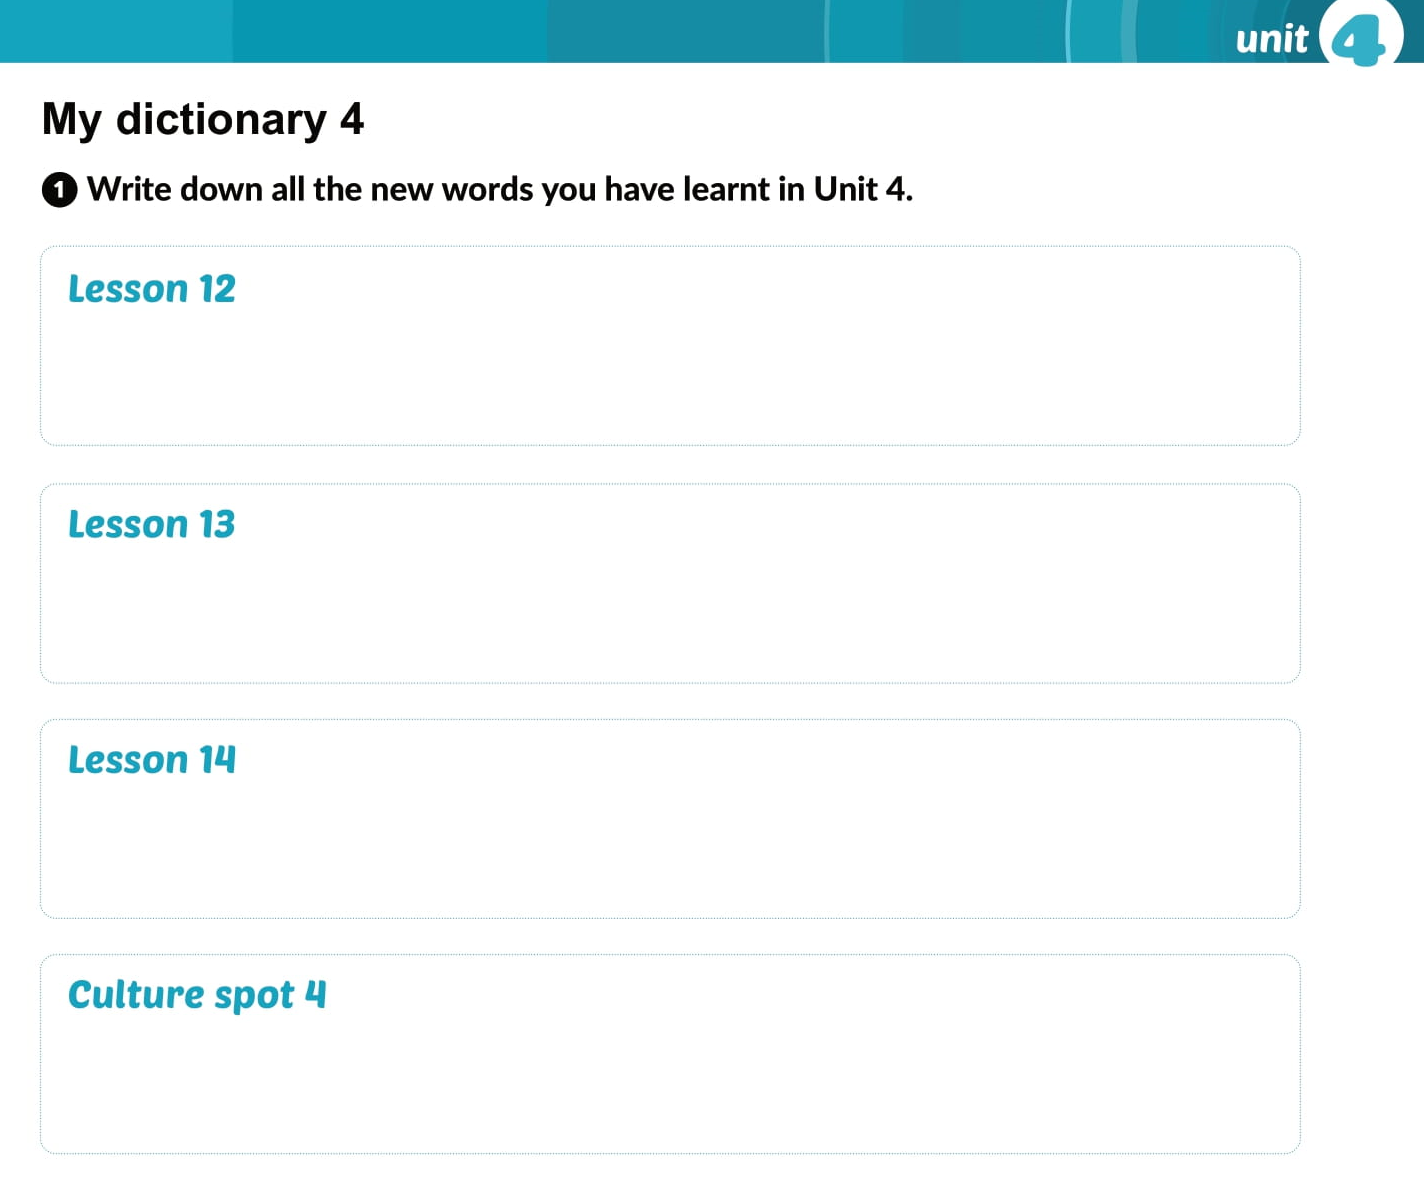 unit 4
My dictionary 4
1 Write down all the new words you have learnt in Unit 4.
Lesson 12
Lesson 13
Lesson 14
Culture spot 4